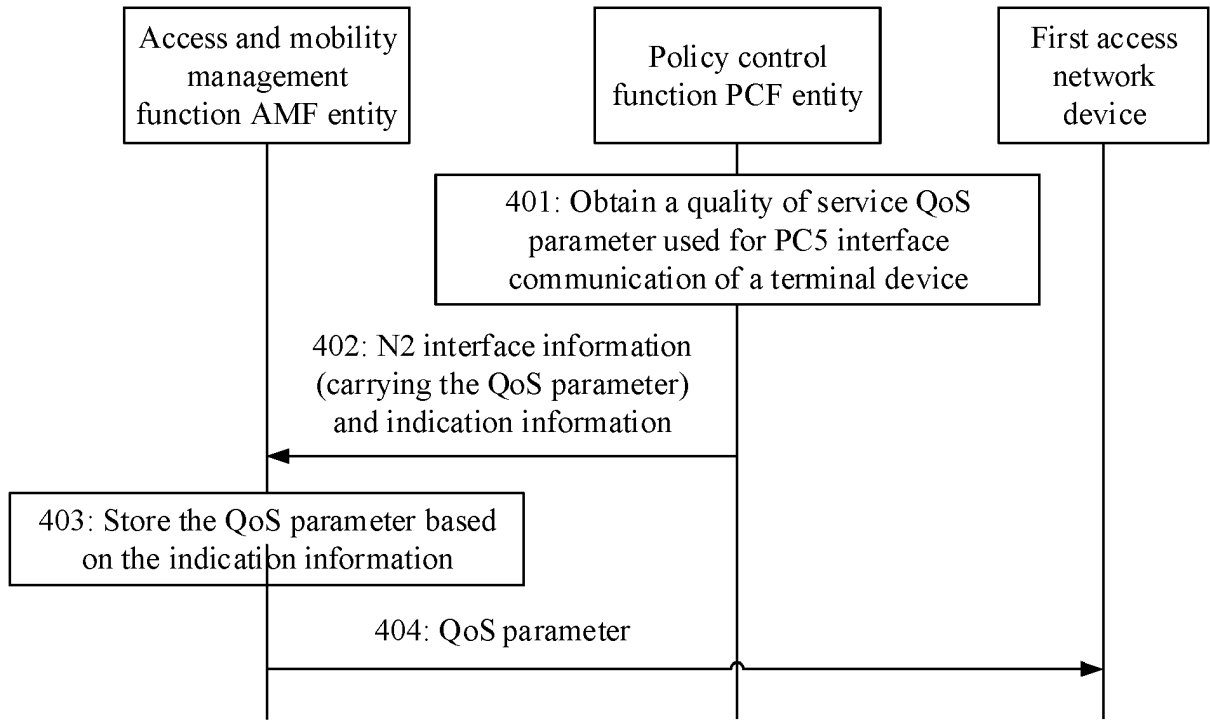 Access and mobility
management
function AMF entity
Policy control
function PCF entity
First access
network
device
401: Obtain a quality of service QoS
parameter used for PC5 interface
communication of a terminal device
402: N2 interface information
(carrying the QoS parameter)
and indication information
403: Store the QoS parameter based
on the indication information
404: QoS parameter